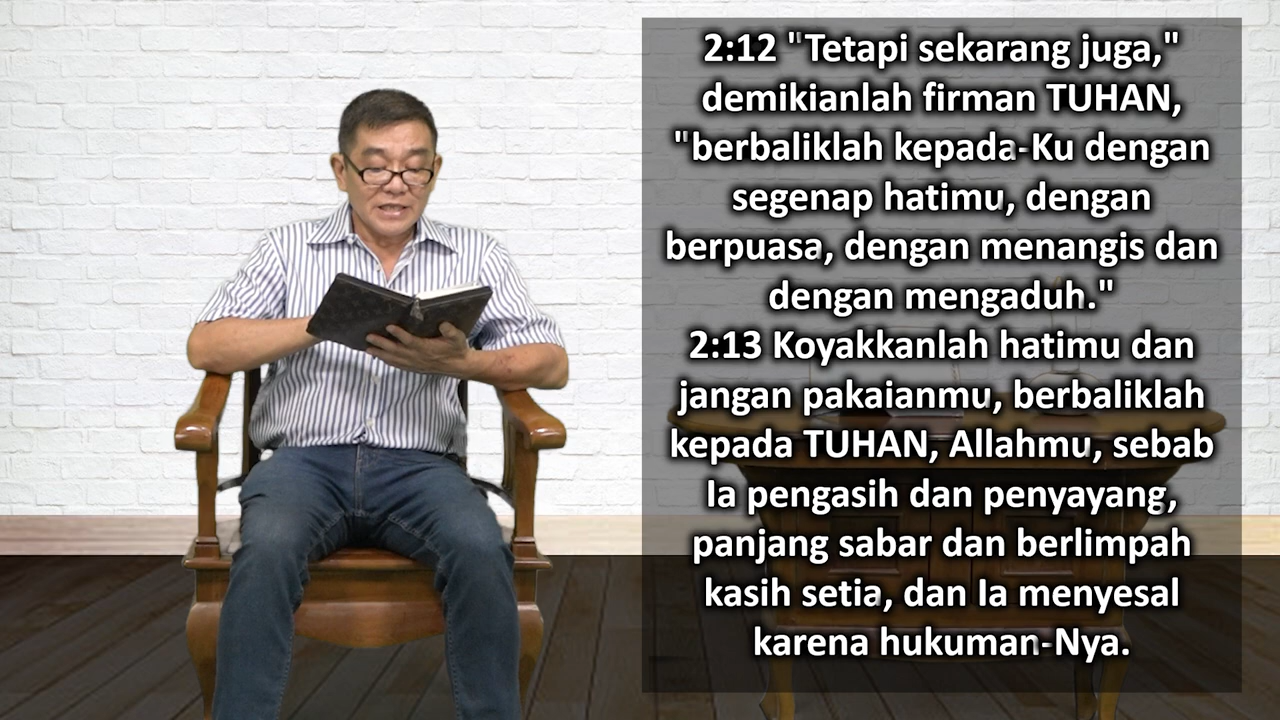 2:12 "Tetapi sekarang juga,"
demikianlah firman TUHAN,
"berbaliklah kepada-Ku dengan
segenap hatimu, dengan
berpuasa, dengan menangis dan
dengan mengaduh."
2:13 Koyakkanlah hatimu dan
jangan pakaianmu, berbaliklah
kepada TUHAN, Allahmu, sebab
Ia pengasih dan penyayang,
panjang sabar dan berlimpah
kasih setia, dan Ia menyesal
karena hukuman-Nya.